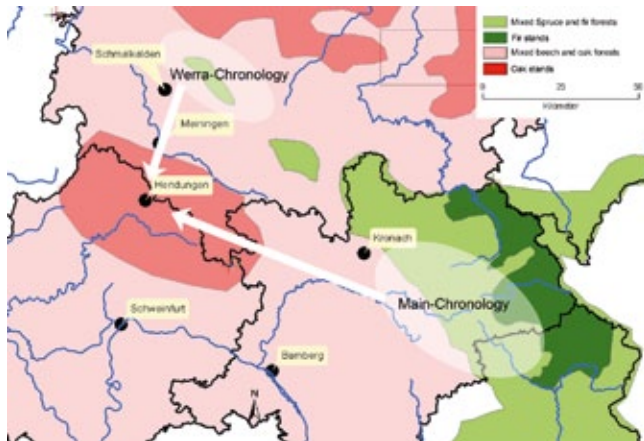 Mixed Spruce and fir forests
Fir stands
Mixed beech and oak forests
Oak stands
0 25 50
Kilometer
Schmalkalden
Werra-Chronology
Meiningen
Hendungen
Kronach
Main-Chronology
Schweinfurt
Bamberg
N